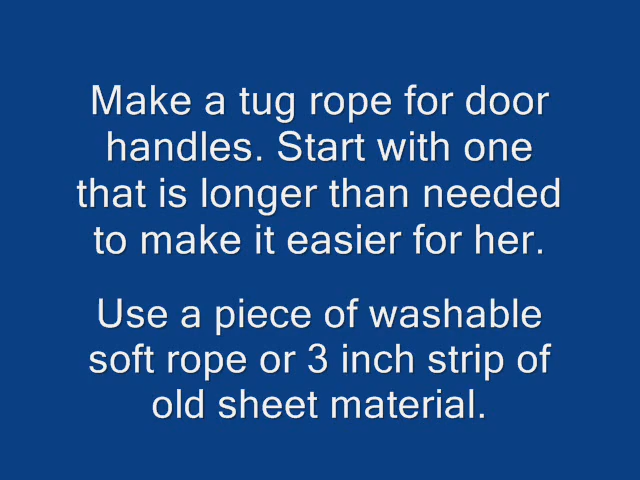 Make a tug rope for door
handles. Start with one
that is longer than needed
to make it easier for her.
Use a piece of washable
soft rope or 3 inch strip of
old sheet material.